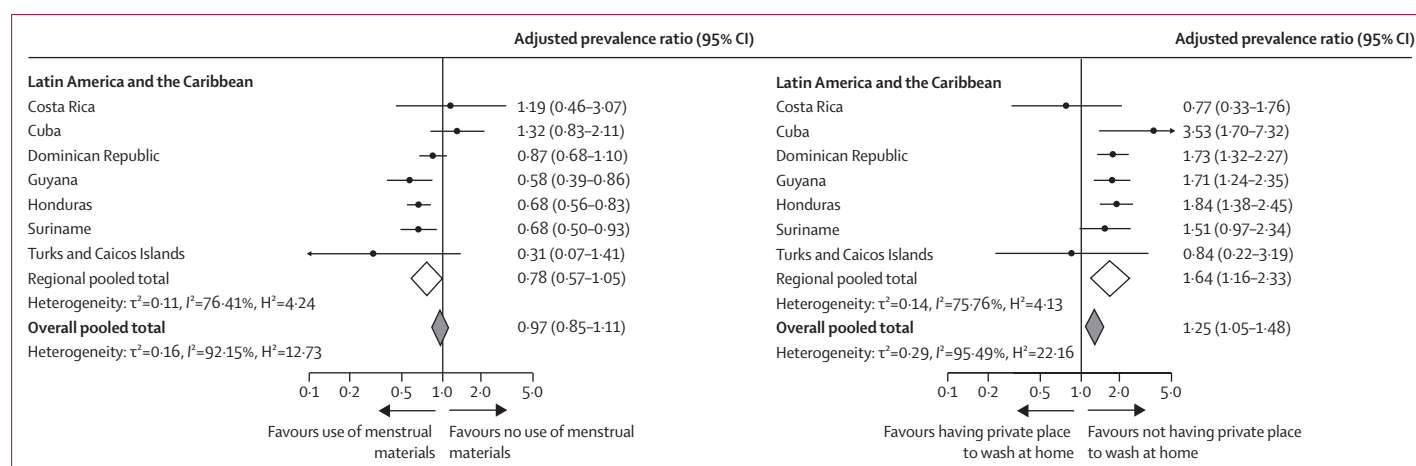 Adjusted prevalence ratio (95% CI)
Latin America and the Caribbean
Costa Rica 1·19 (0·46–3·07)
Cuba 1·32 (0·83–2·11)
Dominican Republic 0·87 (0·68–1·10)
Guyana 0·58 (0·39–0·86)
Honduras 0·68 (0·56–0·83)
Suriname 0·68 (0·50–0·93)
Turks and Caicos Islands 0·31 (0·07–1·41)
Regional pooled total 0·78 (0·57–1·05)
Heterogeneity: τ²=0·11, I²=76·41%, H²=4·24
Overall pooled total 0·97 (0·85–1·11)
Heterogeneity: τ²=0·16, I²=92·15%, H²=12·73
0·1 0·2 0·5 1·0 2·0 5·0
Favours use of menstrual Favours no use of menstrual
materials materials
Adjusted prevalence ratio (95% CI)
Latin America and the Caribbean
Costa Rica 0·77 (0·33–1·76)
Cuba 3·53 (1·70–7·32)
Dominican Republic 1·73 (1·32–2·27)
Guyana 1·71 (1·24–2·35)
Honduras 1·84 (1·38–2·45)
Suriname 1·51 (0·97–2·34)
Turks and Caicos Islands 0·84 (0·22–3·19)
Regional pooled total 1·64 (1·16–2·33)
Heterogeneity: τ²=0·14, I²=75·76%, H²=4·13
Overall pooled total 1·25 (1·05–1·48)
Heterogeneity: τ²=0·29, I²=95·49%, H²=22·16
0·1 0·2 0·5 1·0 2·0 5·0
Favours having private place Favours not having private place
to wash at home to wash at home